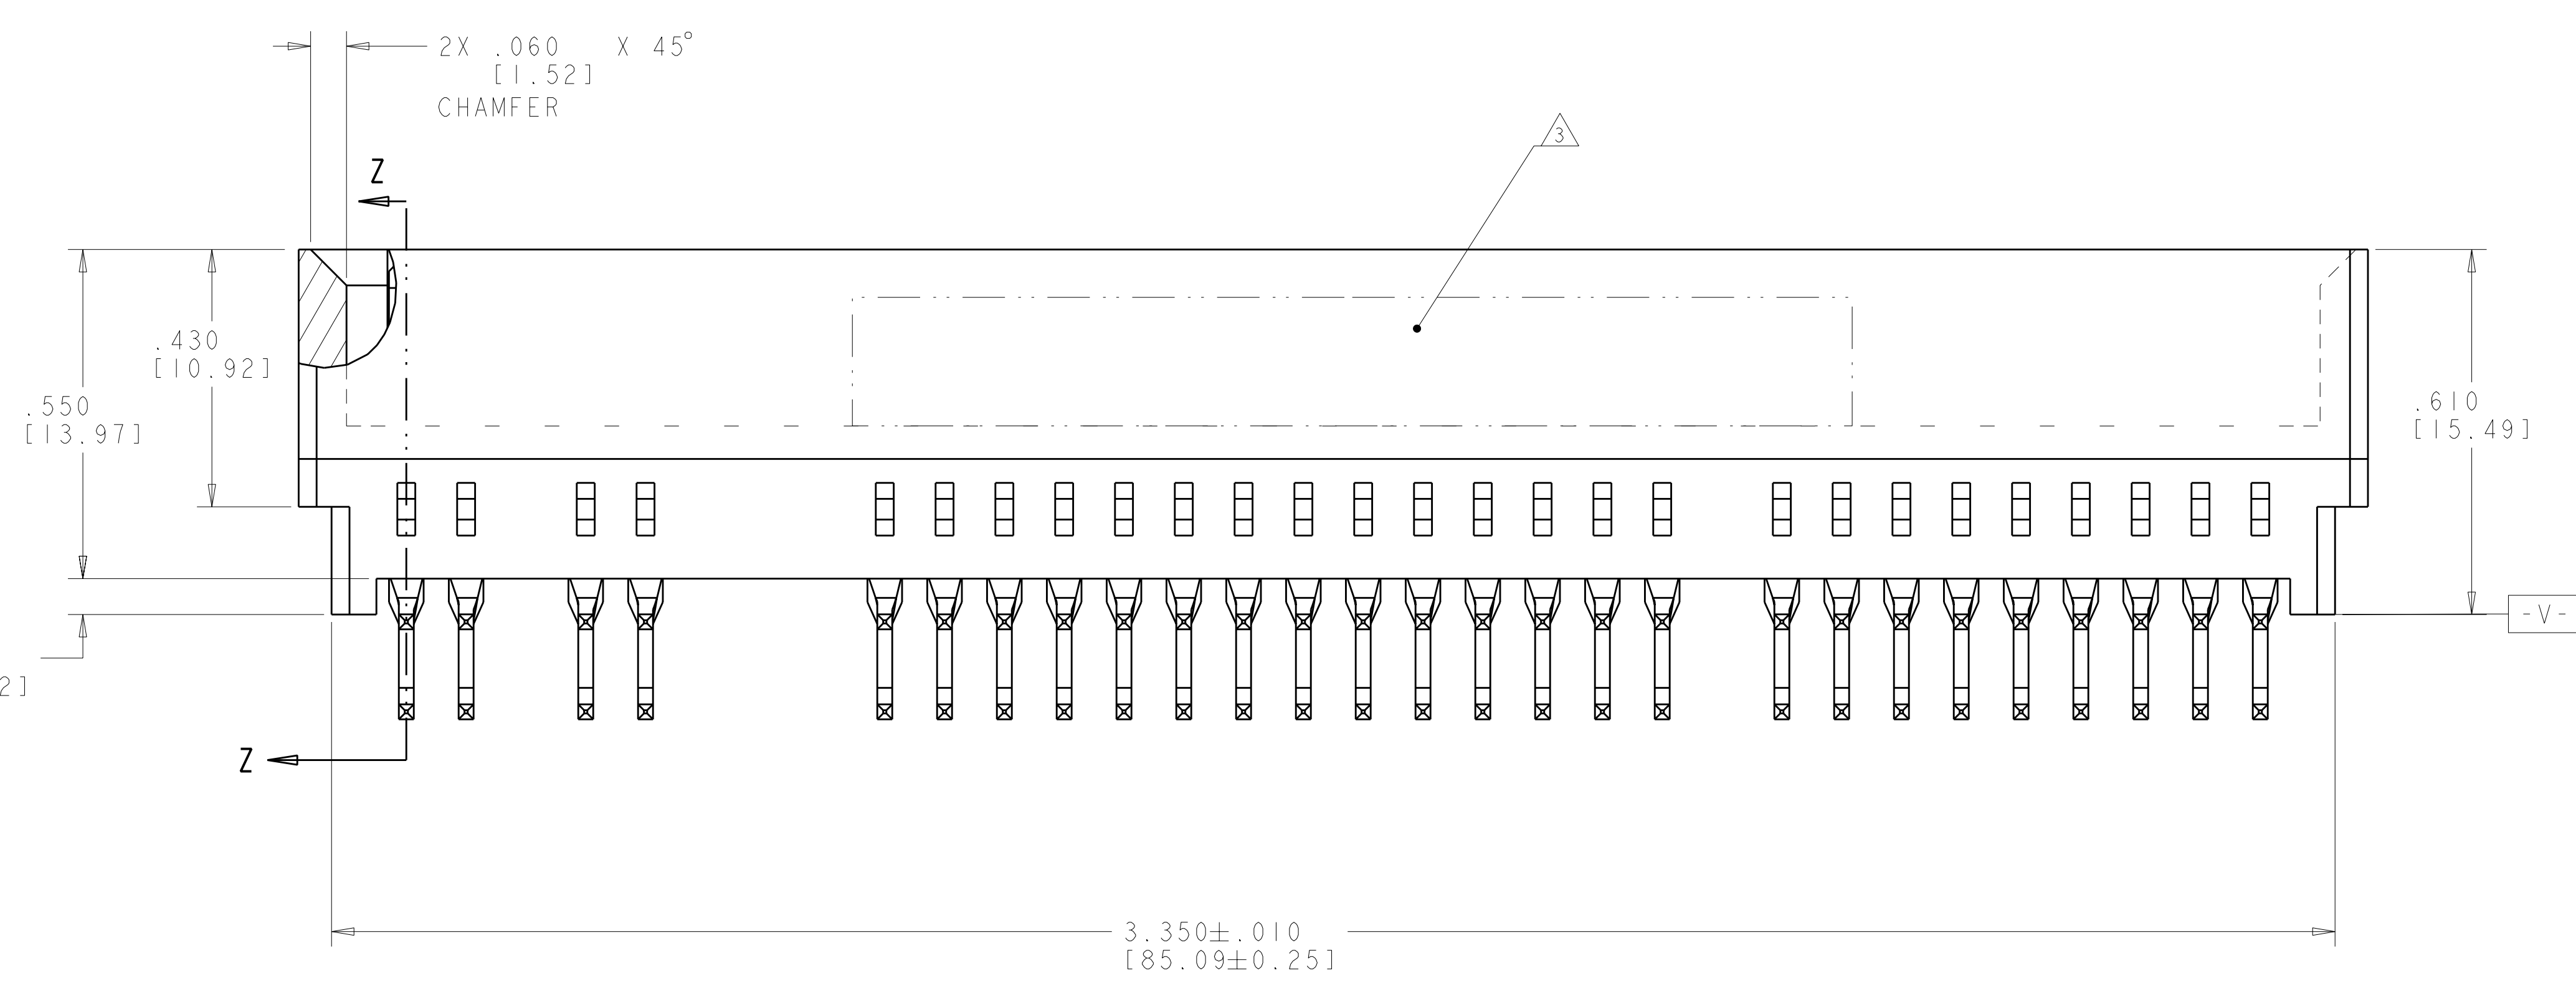 2X .060 X 45°
[1.52]
CHAMFER
3
Z
.430
[10.92]
.550
[13.97]
.610
[15.49]
-V-
2]
Z
3.350±.010
[85.09±0.25]